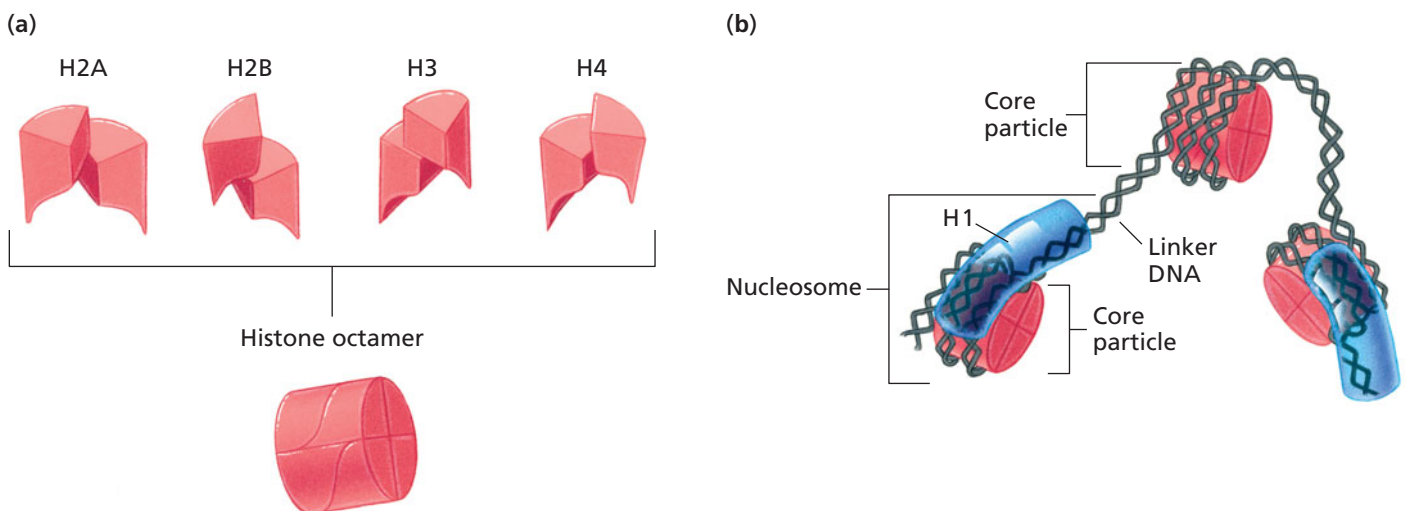 (a)
H2A
H2B
H3
H4
Histone octamer
(b)
Core
particle
H1
Linker
DNA
Nucleosome
Core
particle